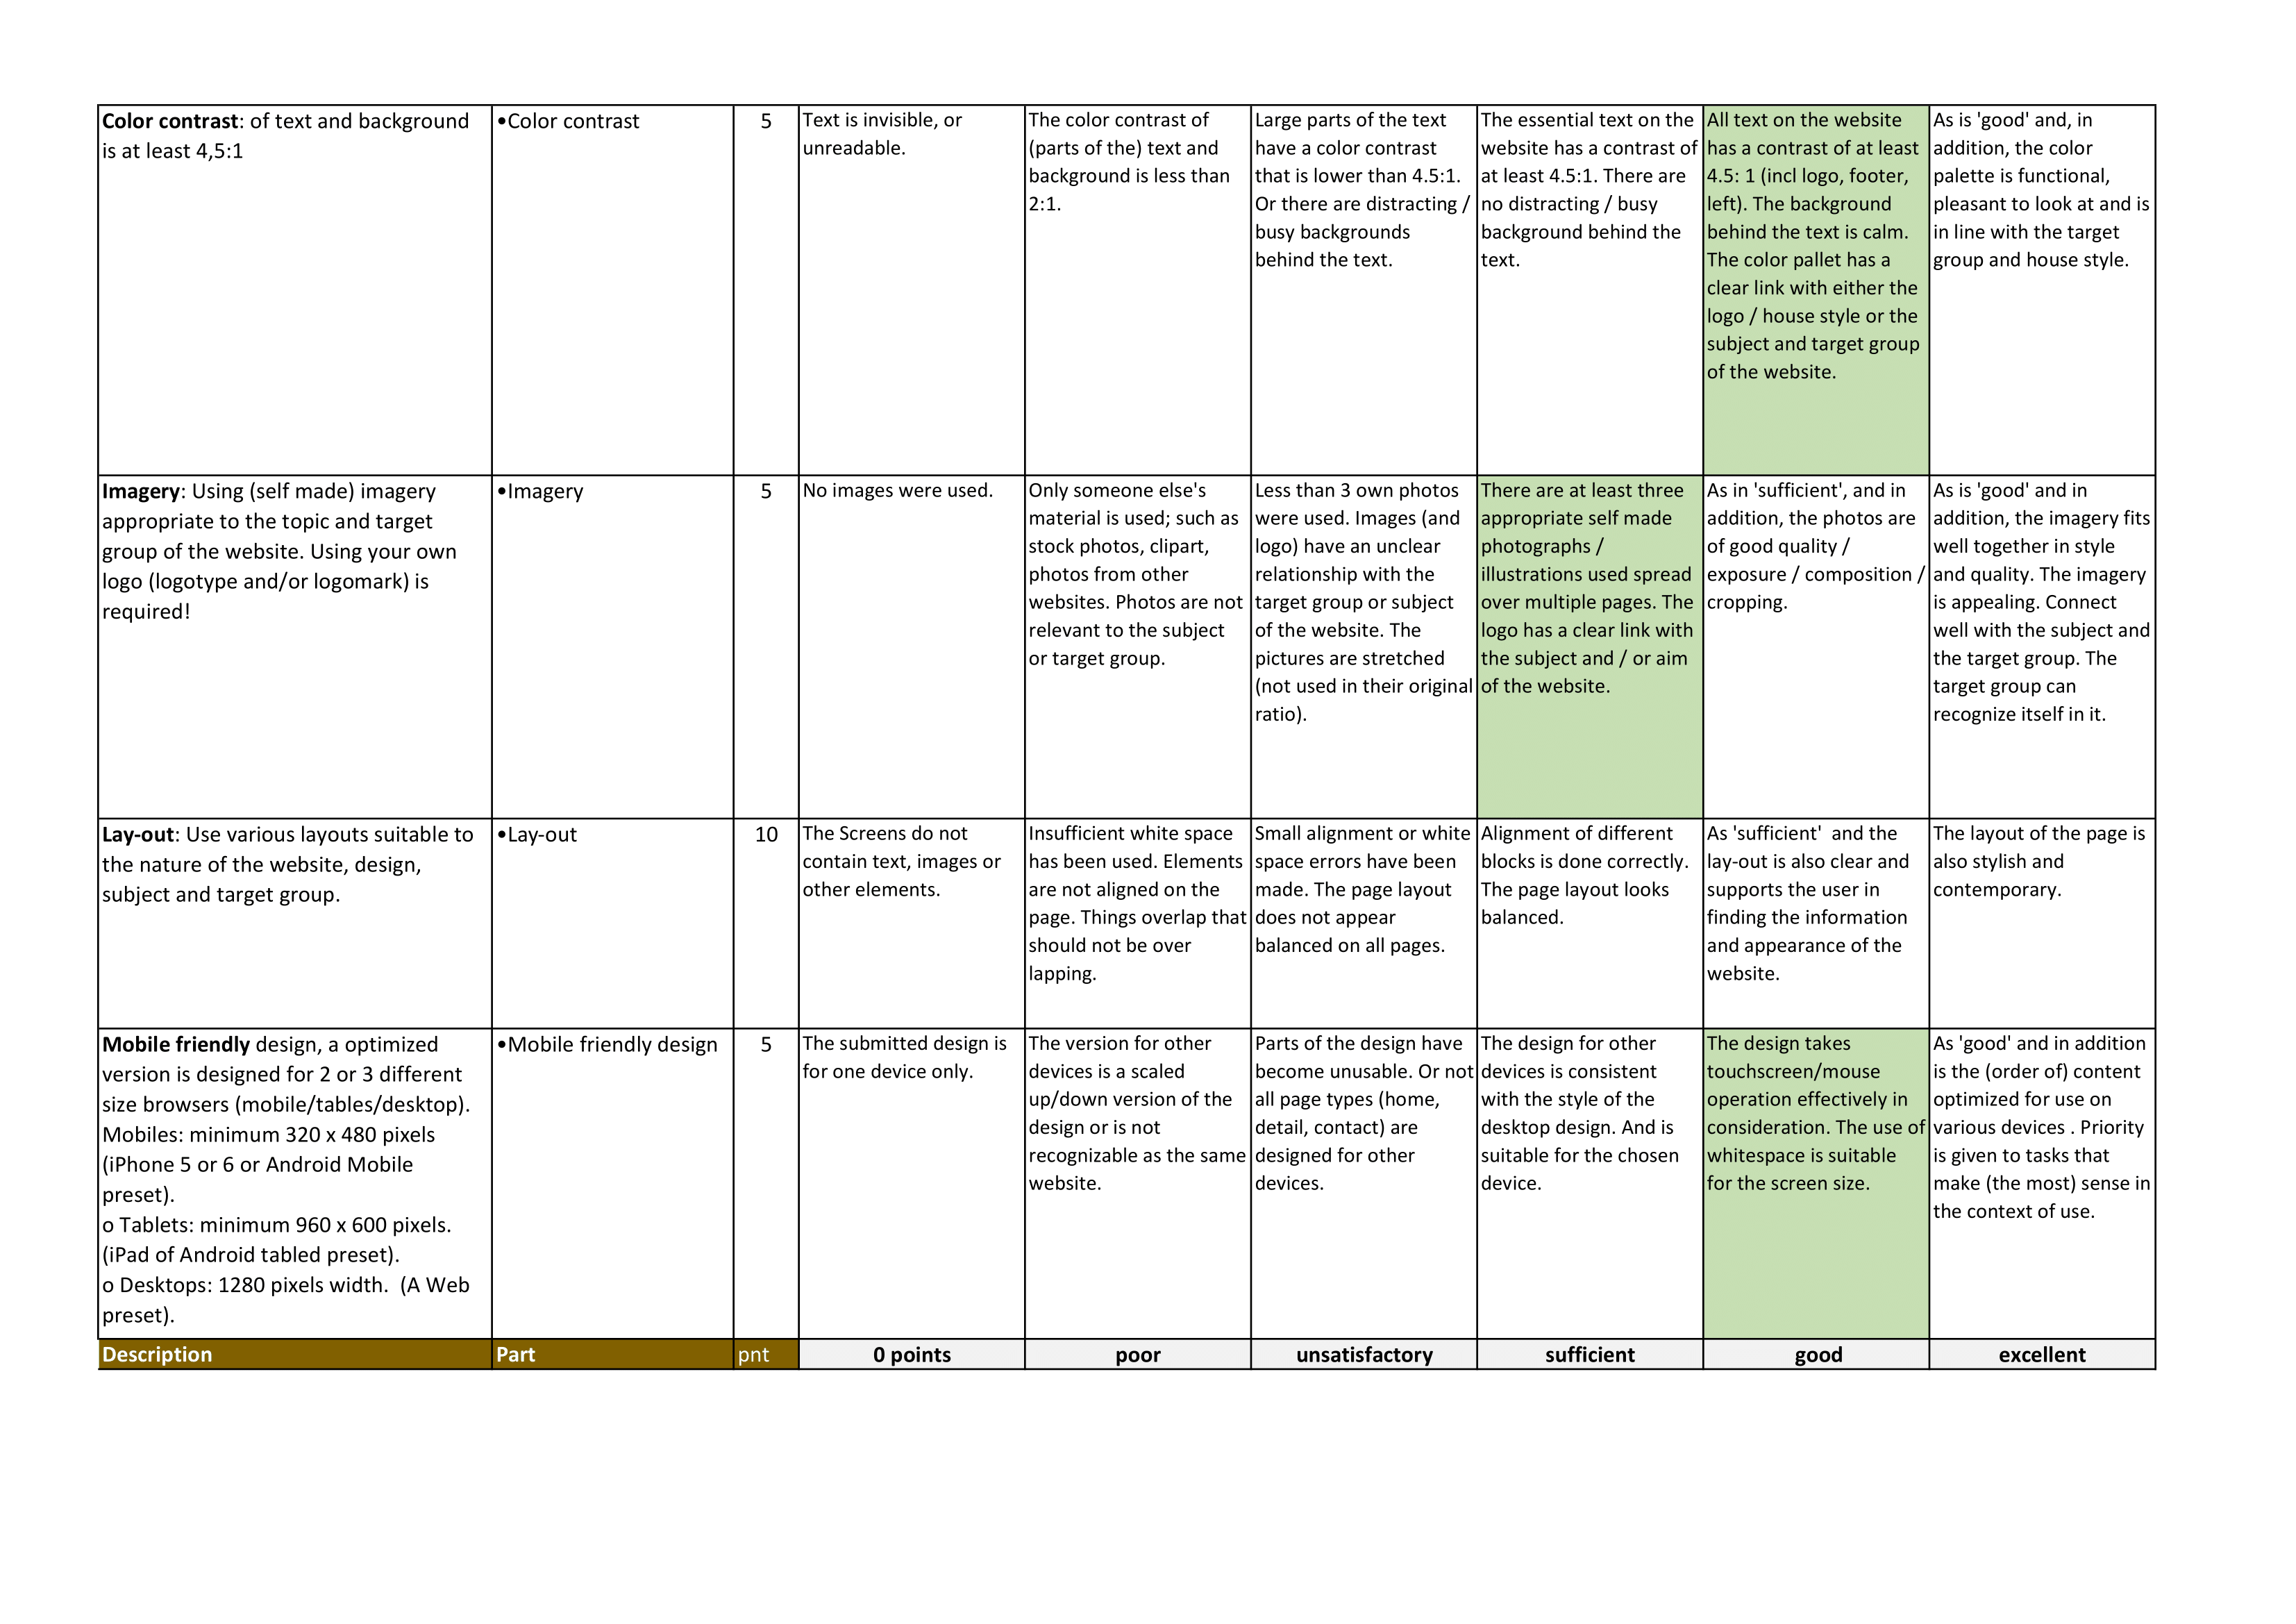 Color contrast: of text and background
is at least 4,5:1
•Color contrast
5
Text is invisible, or
unreadable.
The color contrast of
(parts of the) text and
background is less than
2:1.
Large parts of the text
have a color contrast
that is lower than 4.5:1.
Or there are distracting /
busy backgrounds
behind the text.
The essential text on the
website has a contrast of
at least 4.5:1. There are
no distracting / busy
background behind the
text.
All text on the website
has a contrast of at least
4.5: 1 (incl logo, footer,
left). The background
behind the text is calm.
The color pallet has a
clear link with either the
logo / house style or the
subject and target group
of the website.
As is 'good' and, in
addition, the color
palette is functional,
pleasant to look at and is
in line with the target
group and house style.
Imagery: Using (self made) imagery
appropriate to the topic and target
group of the website. Using your own
logo (logotype and/or logomark) is
required!
•Imagery
5
No images were used.
Only someone else's
material is used; such as
stock photos, clipart,
photos from other
websites. Photos are not
relevant to the subject
or target group.
Less than 3 own photos
were used. Images (and
logo) have an unclear
relationship with the
target group or subject
of the website. The
pictures are stretched
(not used in their original
ratio).
There are at least three
appropriate self made
photographs /
illustrations used spread
over multiple pages. The
logo has a clear link with
the subject and / or aim
of the website.
As in 'sufficient', and in
addition, the photos are
of good quality /
exposure / composition /
cropping.
As is 'good' and in
addition, the imagery fits
well together in style
and quality. The imagery
is appealing. Connect
well with the subject and
the target group. The
target group can
recognize itself in it.
Lay-out: Use various layouts suitable to
the nature of the website, design,
subject and target group.
•Lay-out
10
The Screens do not
contain text, images or
other elements.
Insufficient white space
has been used. Elements
are not aligned on the
page. Things overlap that
should not be over
lapping.
Small alignment or white
space errors have been
made. The page layout
does not appear
balanced on all pages.
Alignment of different
blocks is done correctly.
The page layout looks
balanced.
As 'sufficient'  and the
lay-out is also clear and
supports the user in
finding the information
and appearance of the
website.
The layout of the page is
also stylish and
contemporary.
Mobile friendly design, a optimized
version is designed for 2 or 3 different
size browsers (mobile/tables/desktop).
Mobiles: minimum 320 x 480 pixels
(iPhone 5 or 6 or Android Mobile
preset).
o Tablets: minimum 960 x 600 pixels.
(iPad of Android tabled preset).
o Desktops: 1280 pixels width.  (A Web
preset).
•Mobile friendly design
5
The submitted design is
for one device only.
The version for other
devices is a scaled
up/down version of the
design or is not
recognizable as the same
website.
Parts of the design have
become unusable. Or not
all page types (home,
detail, contact) are
designed for other
devices.
The design for other
devices is consistent
with the style of the
desktop design. And is
suitable for the chosen
device.
The design takes
touchscreen/mouse
operation effectively in
consideration. The use of
whitespace is suitable
for the screen size.
As 'good' and in addition
is the (order of) content
optimized for use on
various devices . Priority
is given to tasks that
make (the most) sense in
the context of use.
Description
Part
pnt
0 points
poor
unsatisfactory
sufficient
good
excellent